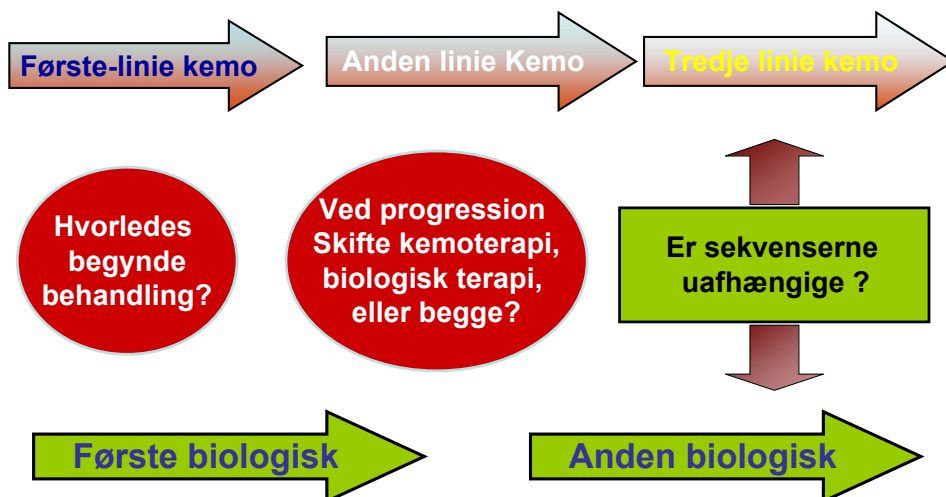 Første-linie kemo
Anden linie Kemo
Tredje linie kemo
Hvorledes
begynde
behandling?
Ved progression
Skifte kemoterapi,
biologisk terapi,
eller begge?
Er sekvenserne
uafhængige ?
Første biologisk
Anden biologisk